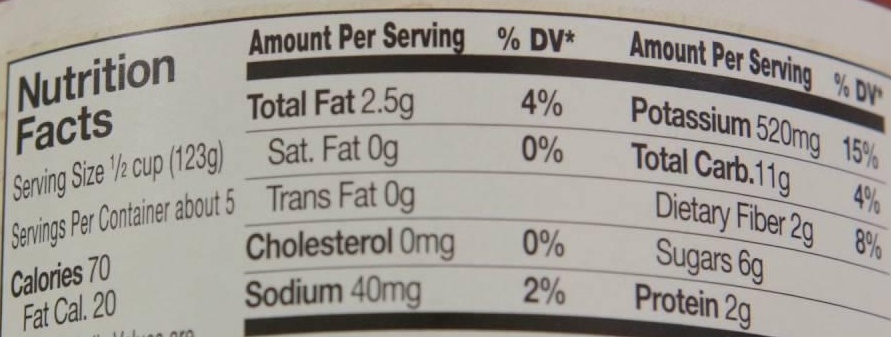 Nutrition
Facts
Serving Size 1/2 cup (123g)
Servings Per Container about 5
Calories 70
Fat Cal. 20
Amount Per Serving % DV*
Total Fat 2.5g 4%
Sat. Fat 0g 0%
Trans Fat 0g
Cholesterol 0mg 0%
Sodium 40mg 2%
Amount Per Serving % DV*
Potassium 520mg 15%
Total Carb. 11g 4%
Dietary Fiber 2g 8%
Sugars 6g
Protein 2g